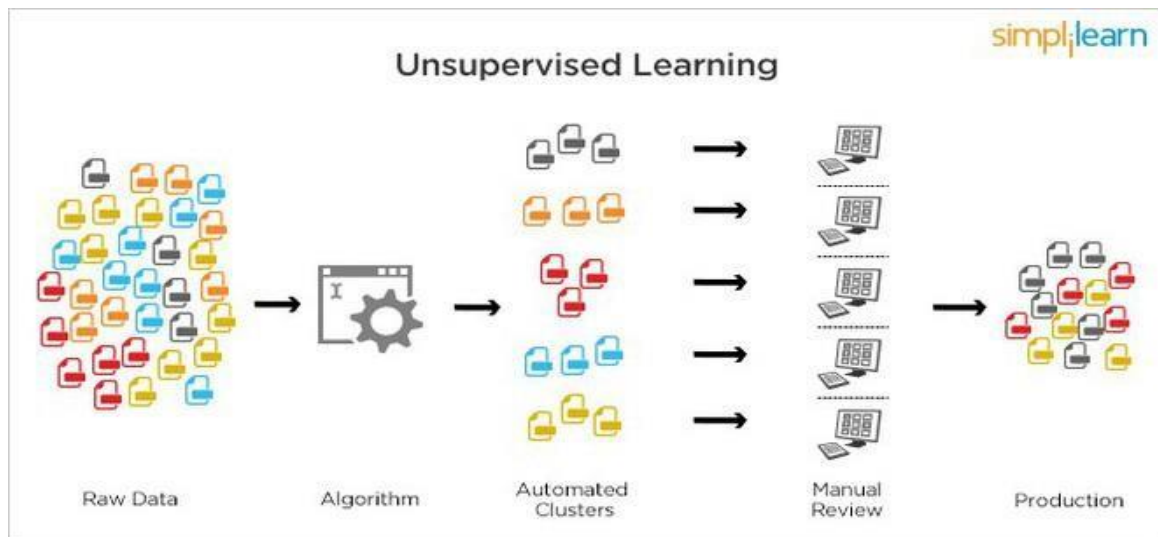 simplilearn
Unsupervised Learning
Raw Data
Algorithm
Automated
Clusters
Manual
Review
Production